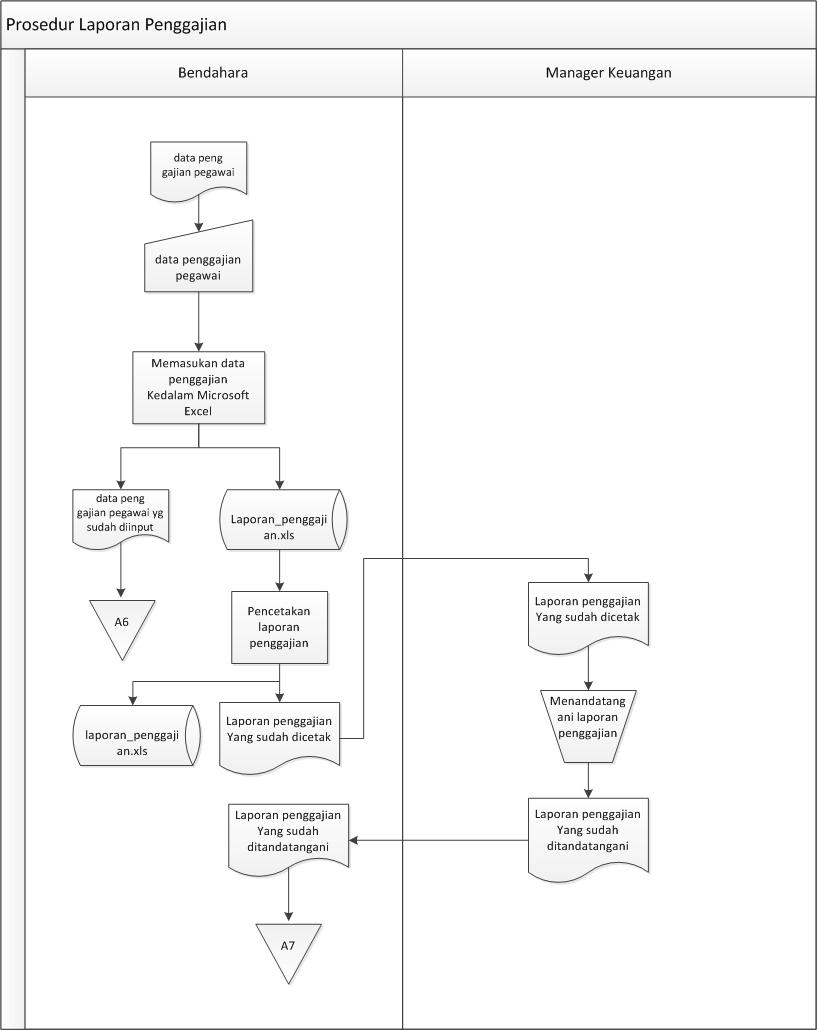 Prosedur Laporan Penggajian
Bendahara
Manager Keuangan
data peng
gajian pegawai
data penggajian
pegawai
Memasukan data
penggajian
Kedalam Microsoft
Excel
data peng
gajian pegawai yg
sudah diinput
Laporan_penggaji
an.xls
A6
Pencetakan
laporan
penggajian
laporan_penggaji
an.xls
Laporan penggajian
Yang sudah dicetak
Laporan penggajian
Yang sudah dicetak
Menandatang
ani laporan
penggajian
Laporan penggajian
Yang sudah
ditandatangani
Laporan penggajian
Yang sudah
ditandatangani
A7